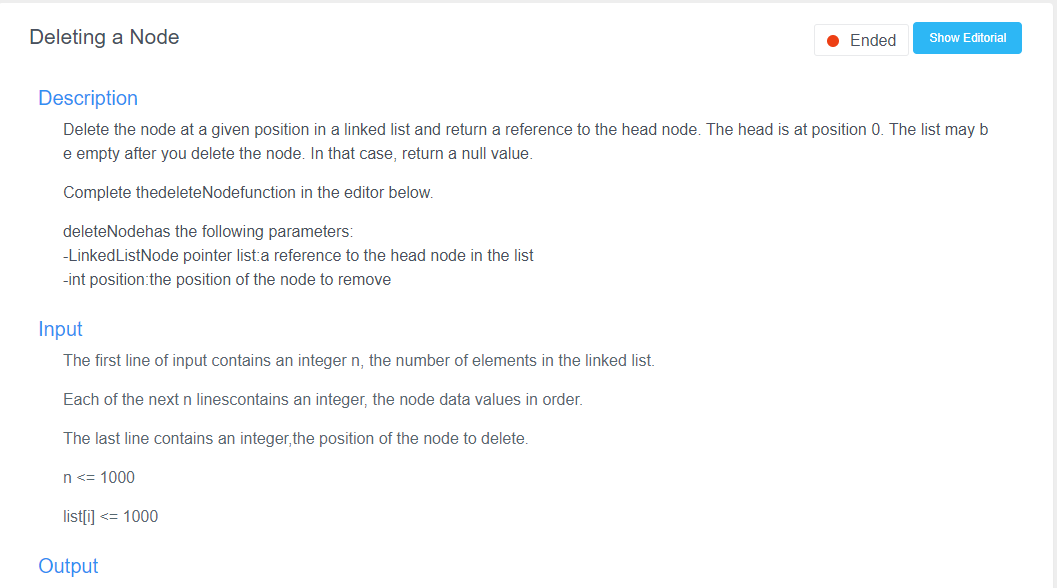 Deleting a Node
Ended
Show Editorial
Description
Delete the node at a given position in a linked list and return a reference to the head node. The head is at position 0. The list may b
e empty after you delete the node. In that case, return a null value.
Complete thedeleteNodefunction in the editor below.
deleteNodehas the following parameters:
-LinkedListNode pointer list:a reference to the head node in the list
-int position:the position of the node to remove
Input
The first line of input contains an integer n, the number of elements in the linked list.
Each of the next n linescontains an integer, the node data values in order.
The last line contains an integer,the position of the node to delete.
n <= 1000
list[i] <= 1000
Output